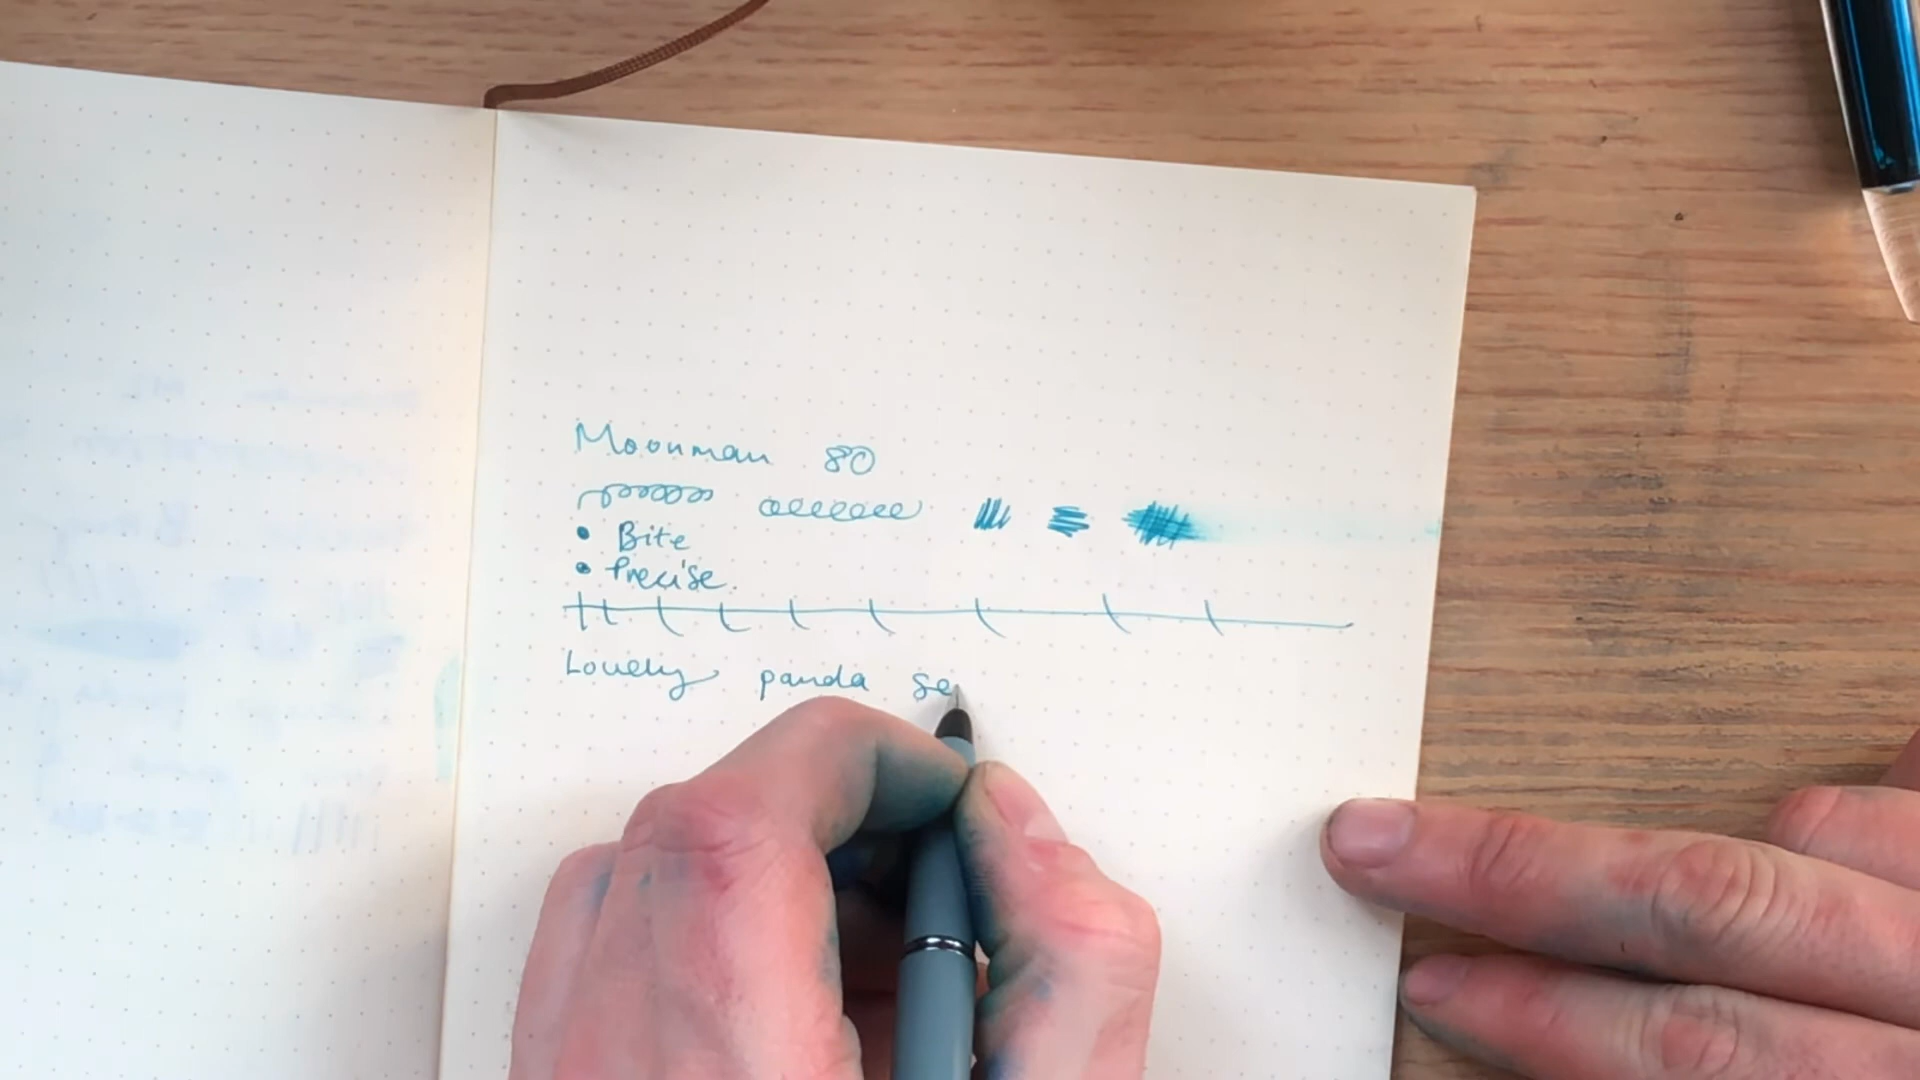 Moonman 80
• Bite
• Precise.
Lovely panda se